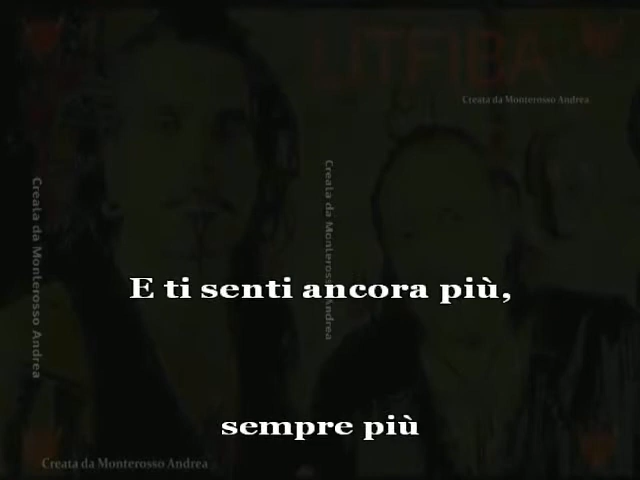 LITFIBA
Creata da Monterosso Andrea
Creata da Monterosso Andrea
Creata da Monterosso Andrea
E ti senti ancora più,
sempre più
Creata da Monterosso Andrea